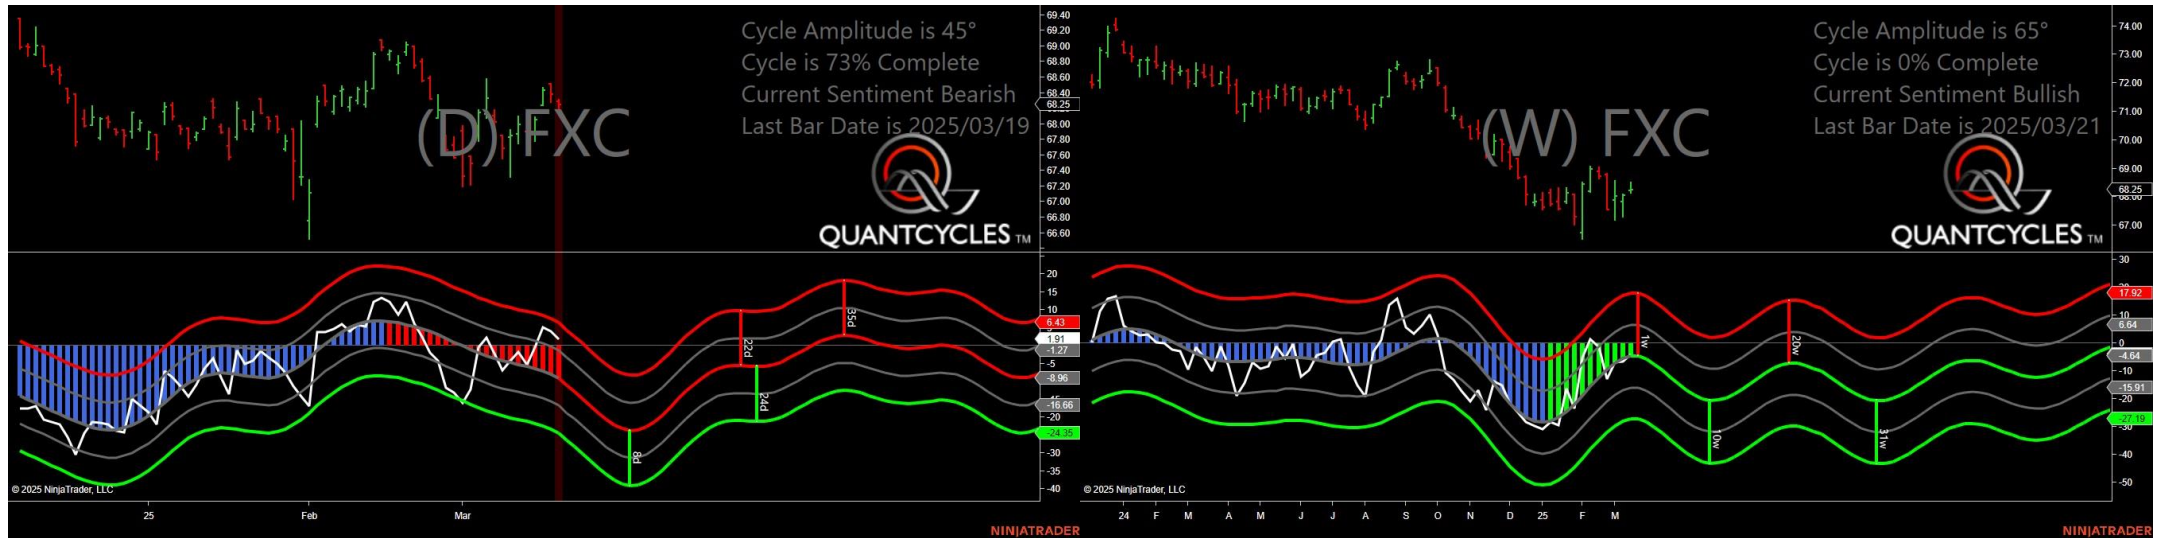 Cycle Amplitude is 45°
Cycle is 73% Complete
Current Sentiment Bearish
Last Bar Date is 2025/03/19
(D) FXC
QUANTCYCLES TM
69.40
69.20
69.00
68.80
68.60
68.40
68.25
68.00
67.80
67.60
67.40
67.20
67.00
66.80
66.60
20
15
10
6.43
1.91
-1.27
-5
-8.96
-16.66
-20
-24.35
-30
-35
-40
22d
35d
24d
8d
© 2025 NinjaTrader, LLC
25
Feb
Mar
NINJATRADER
Cycle Amplitude is 65°
Cycle is 0% Complete
Current Sentiment Bullish
Last Bar Date is 2025/03/21
(W) FXC
QUANTCYCLES TM
74.00
73.00
72.00
71.00
70.00
69.00
68.25
68.00
67.00
30
17.92
10
6.64
0
-4.64
-10
-15.91
-20
-27.19
-30
-40
-50
1w
20w
10w
31w
© 2025 NinjaTrader, LLC
24 F M A M J J A S O N D 25 F M
NINJATRADER